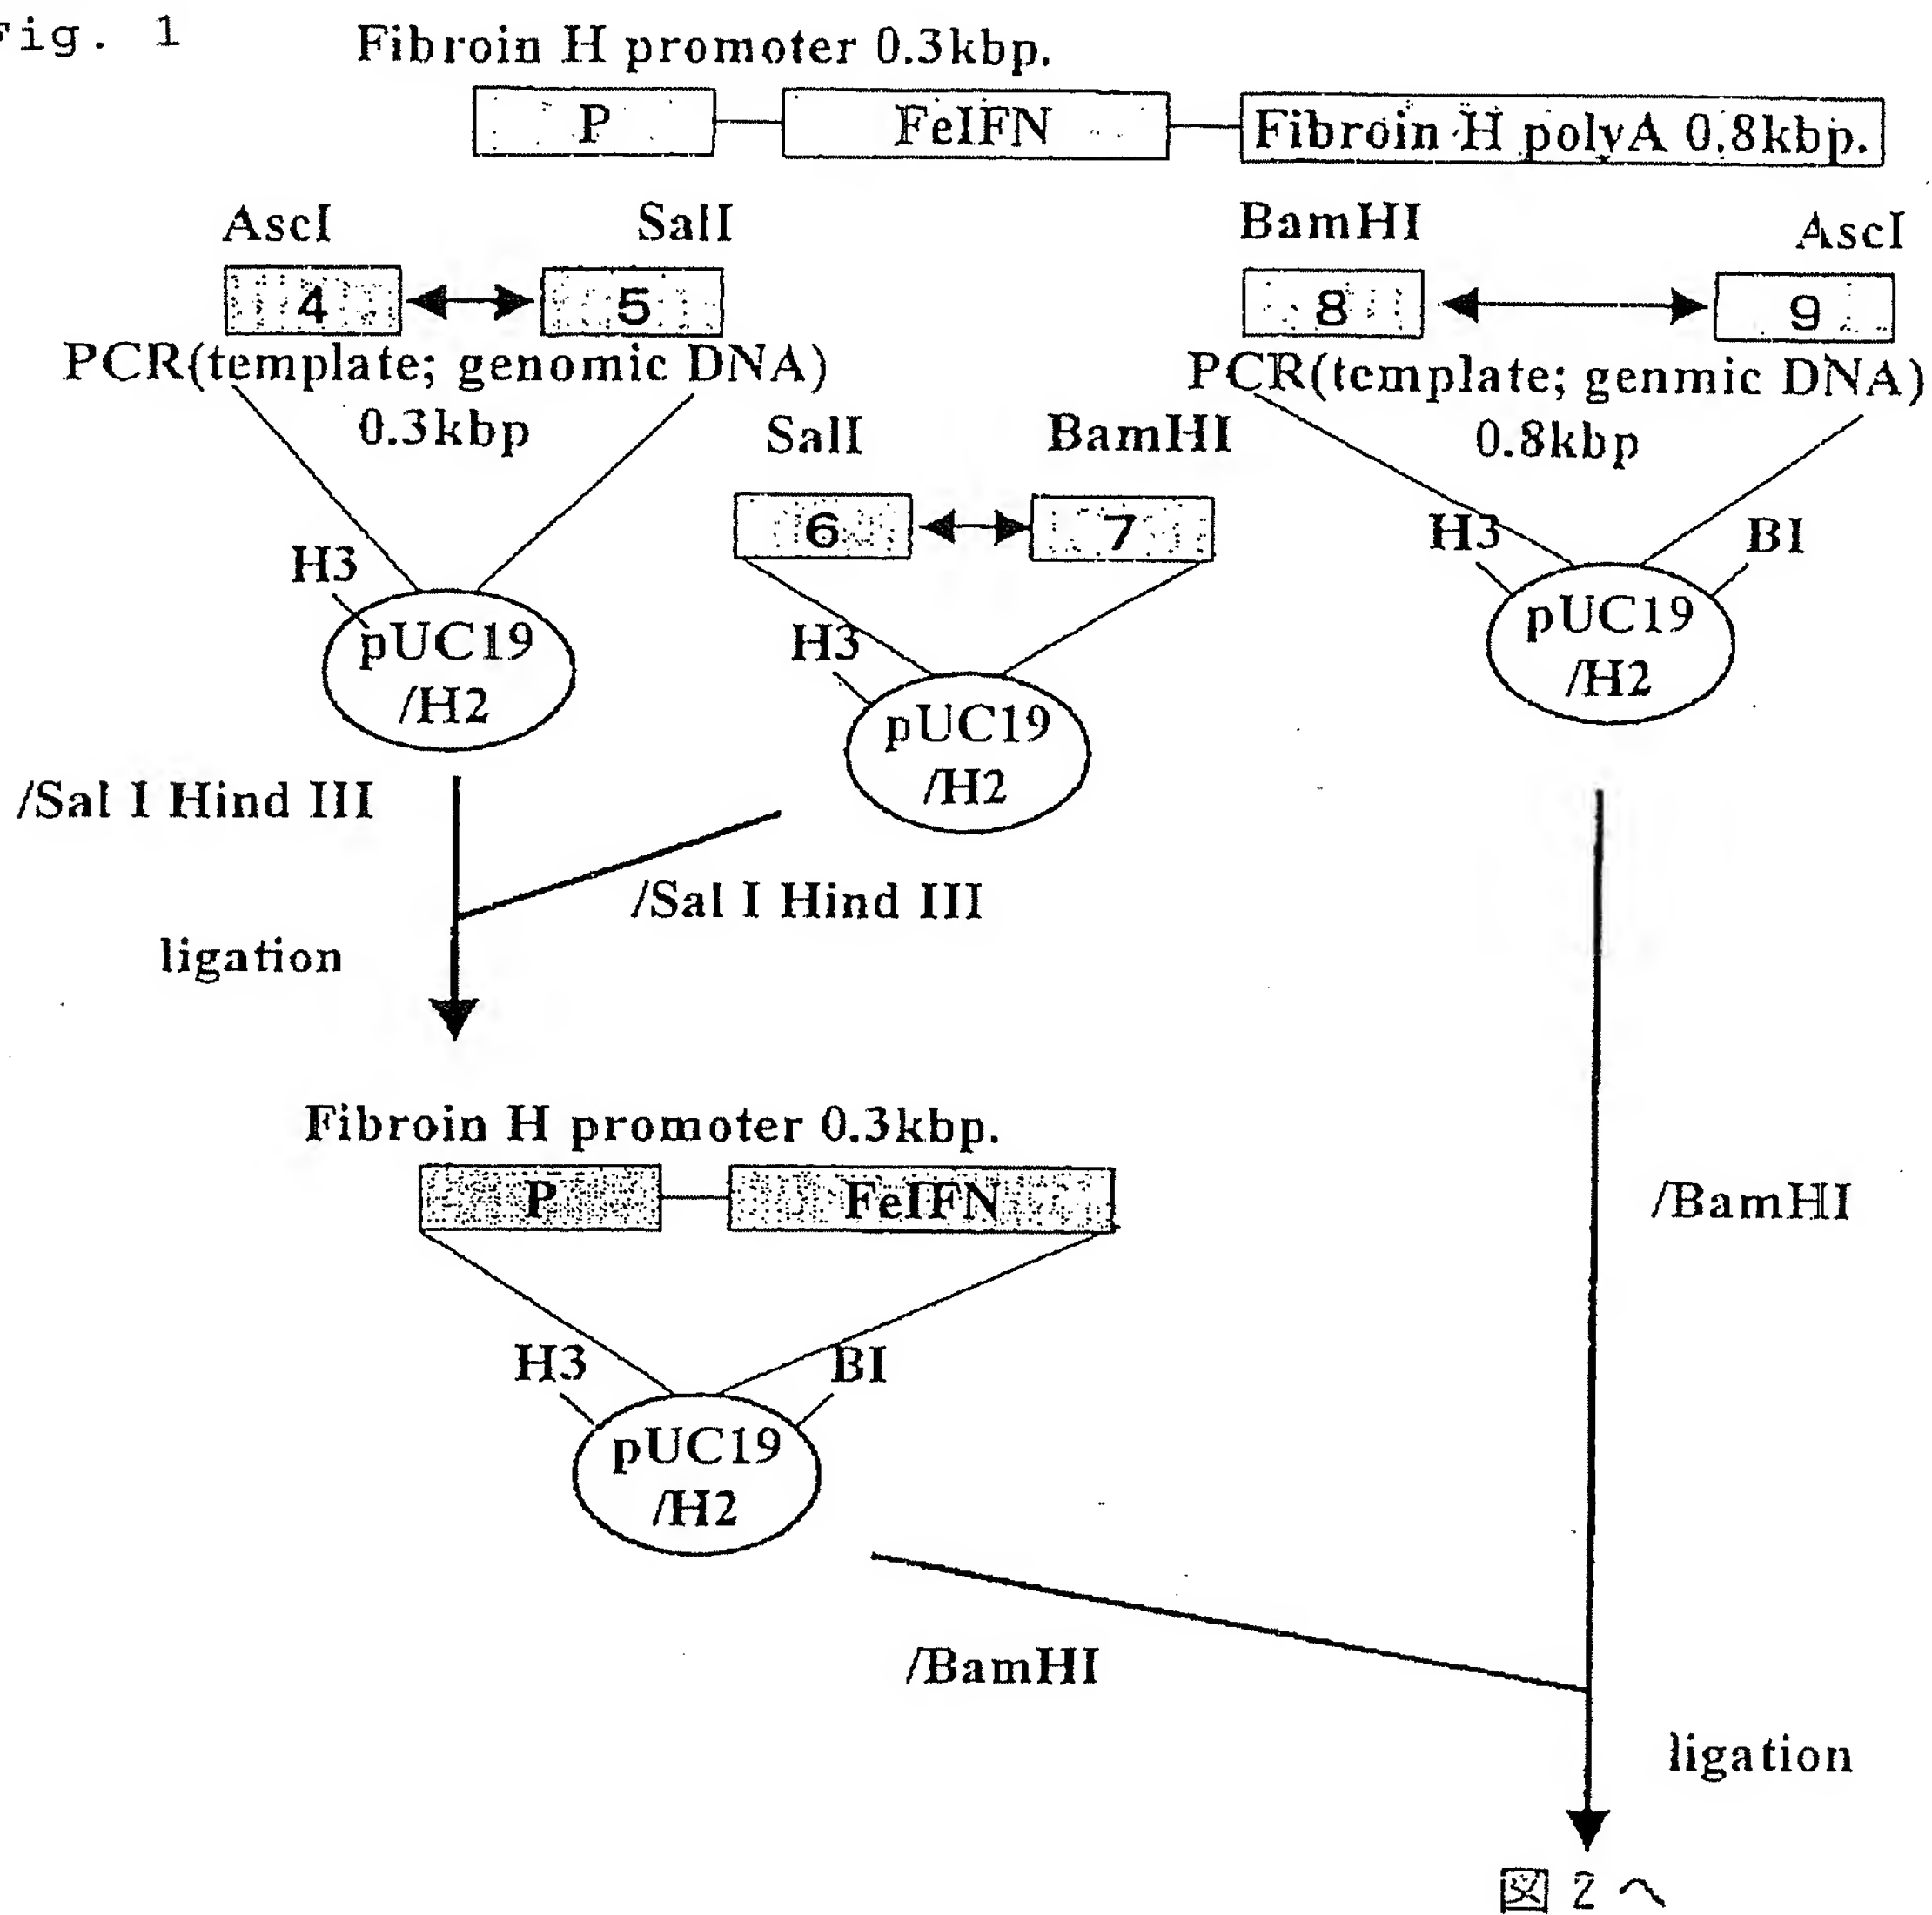 Fig. 1
Fibroin H promoter 0.3kbp.
P
FeIFN
Fibroin H polyA 0.8kbp.
AscI
SalI
BamHI
AscI
4
5
8
9
PCR(template; genomic DNA)
0.3kbp
PCR(template; genmic DNA)
0.8kbp
SalI
BamHI
6
7
H3
pUC19
/H2
H3
pUC19
/H2
H3
BI
pUC19
/H2
/Sal I Hind III
/Sal I Hind III
ligation
Fibroin H promoter 0.3kbp.
P
FeIFN
/BamHI
H3
BI
pUC19
/H2
/BamHI
ligation
図 2 へ